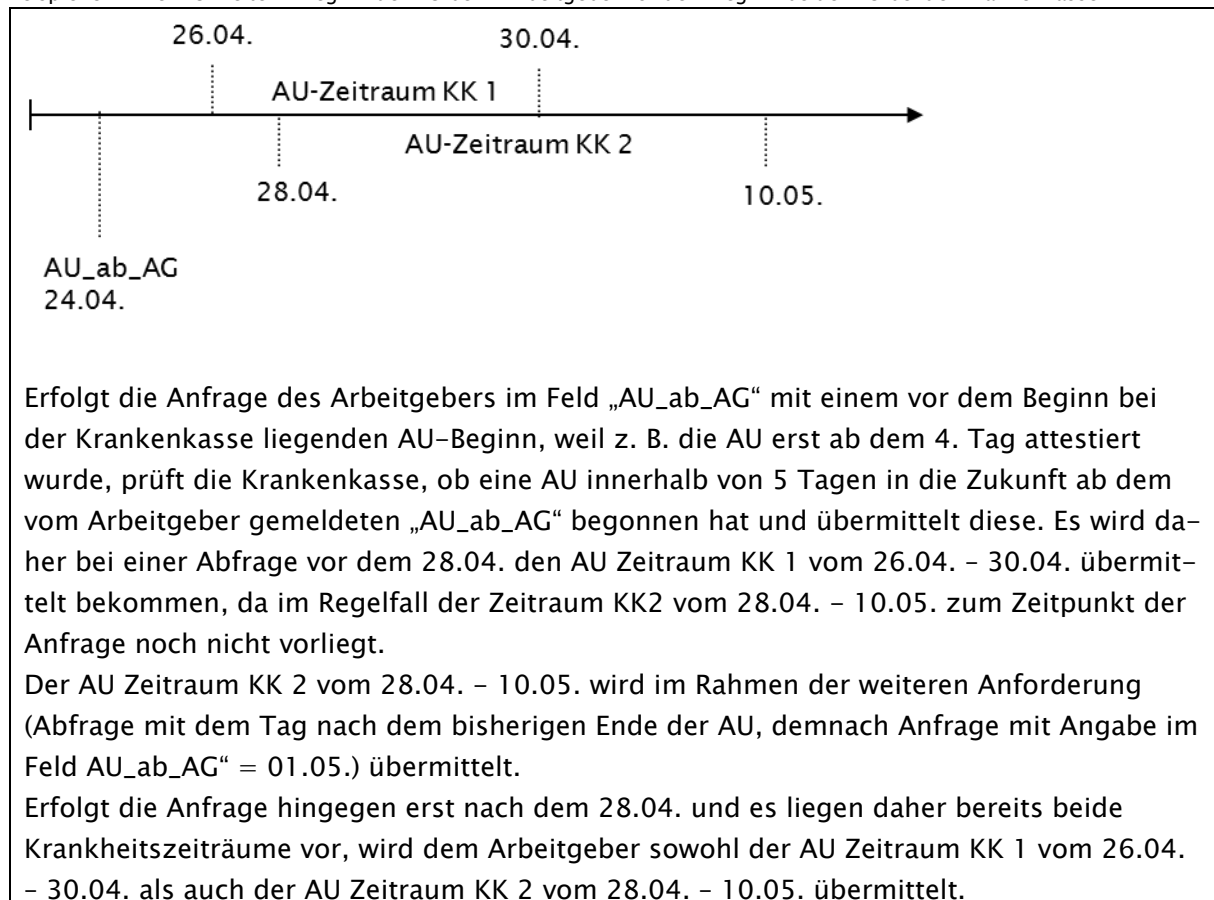 26.04.
30.04.
AU-Zeitraum KK 1
AU-Zeitraum KK 2
28.04.
10.05.
AU_ab_AG
24.04.
Erfolgt die Anfrage des Arbeitgebers im Feld „AU_ab_AG“ mit einem vor dem Beginn bei
der Krankenkasse liegenden AU-Beginn, weil z. B. die AU erst ab dem 4. Tag attestiert
wurde, prüft die Krankenkasse, ob eine AU innerhalb von 5 Tagen in die Zukunft ab dem
vom Arbeitgeber gemeldeten „AU_ab_AG“ begonnen hat und übermittelt diese. Es wird da-
her bei einer Abfrage vor dem 28.04. den AU Zeitraum KK 1 vom 26.04. – 30.04. übermit-
telt bekommen, da im Regelfall der Zeitraum KK2 vom 28.04. – 10.05. zum Zeitpunkt der
Anfrage noch nicht vorliegt.
Der AU Zeitraum KK 2 vom 28.04. – 10.05. wird im Rahmen der weiteren Anforderung
(Abfrage mit dem Tag nach dem bisherigen Ende der AU, demnach Anfrage mit Angabe im
Feld AU_ab_AG“ = 01.05.) übermittelt.
Erfolgt die Anfrage hingegen erst nach dem 28.04. und es liegen daher bereits beide
Krankheitszeiträume vor, wird dem Arbeitgeber sowohl der AU Zeitraum KK 1 vom 26.04.
– 30.04. als auch der AU Zeitraum KK 2 vom 28.04. – 10.05. übermittelt.